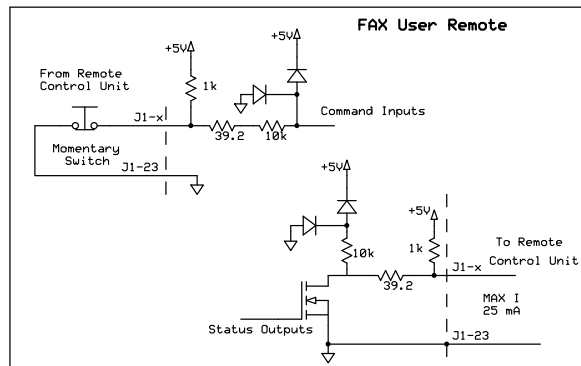 FAX User Remote
+5V
+5V
From Remote
Control Unit
1k
J1-x
Command Inputs
39.2
10k
Momentary
Switch
J1-23
+5V
+5V
10k
1k
To Remote
Control Unit
J1-x
39.2
MAX I
25 mA
Status Outputs
J1-23